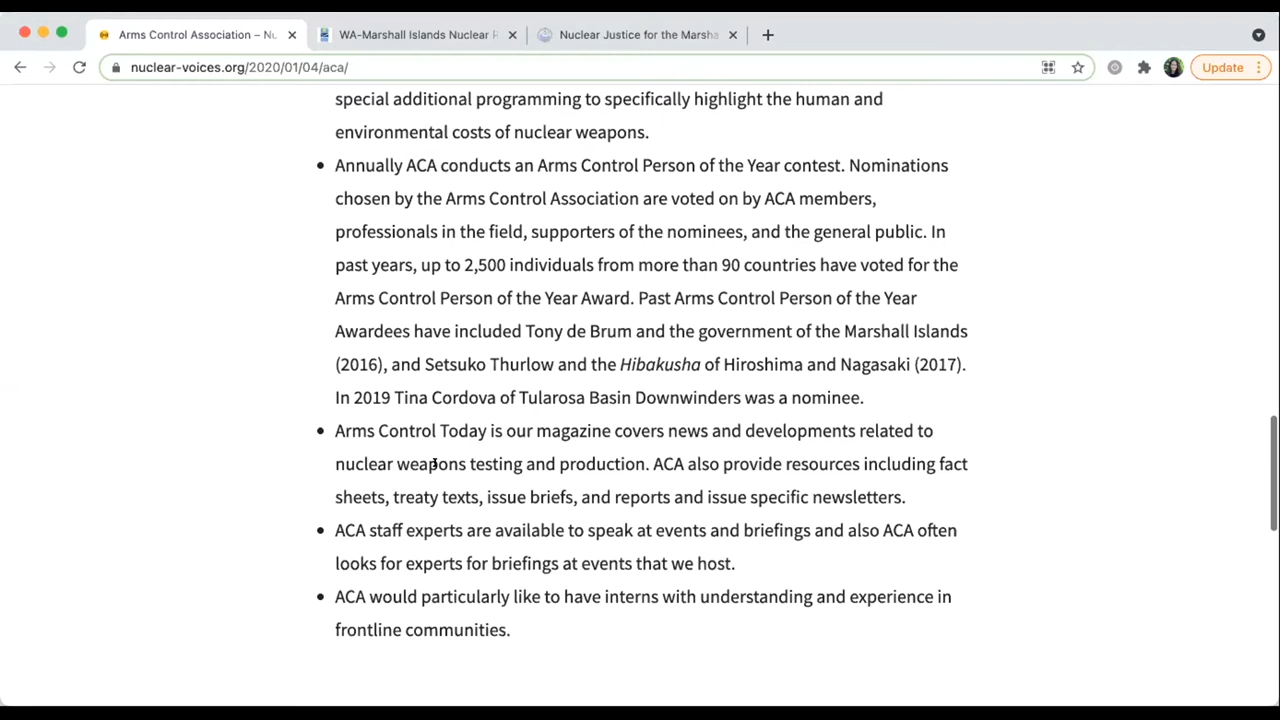 Arms Control Association – Nu
WA-Marshall Islands Nuclear R
Nuclear Justice for the Marsha
nuclear-voices.org/2020/01/04/aca/
Update
special additional programming to specifically highlight the human and
environmental costs of nuclear weapons.
• Annually ACA conducts an Arms Control Person of the Year contest. Nominations
chosen by the Arms Control Association are voted on by ACA members,
professionals in the field, supporters of the nominees, and the general public. In
past years, up to 2,500 individuals from more than 90 countries have voted for the
Arms Control Person of the Year Award. Past Arms Control Person of the Year
Awardees have included Tony de Brum and the government of the Marshall Islands
(2016), and Setsuko Thurlow and the Hibakusha of Hiroshima and Nagasaki (2017).
In 2019 Tina Cordova of Tularosa Basin Downwinders was a nominee.
• Arms Control Today is our magazine covers news and developments related to
nuclear weapons testing and production. ACA also provide resources including fact
sheets, treaty texts, issue briefs, and reports and issue specific newsletters.
• ACA staff experts are available to speak at events and briefings and also ACA often
looks for experts for briefings at events that we host.
• ACA would particularly like to have interns with understanding and experience in
frontline communities.